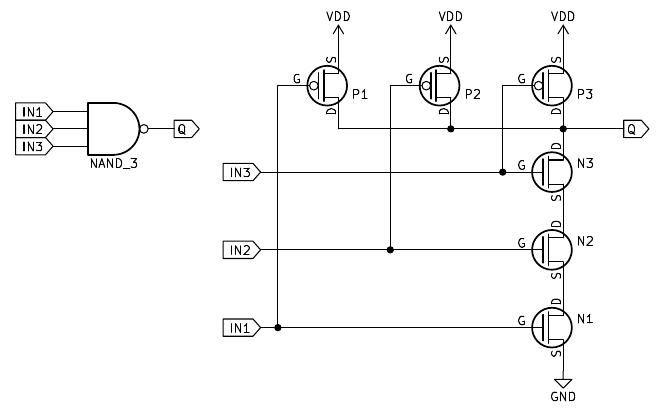 VDD VDD VDD
S S S
G G G
P1 P2 P3
D D D
IN1
IN2
IN3
Q
NAND_3
Q
D
IN3 G N3
S
D
IN2 G N2
S
D
IN1 G N1
S
GND